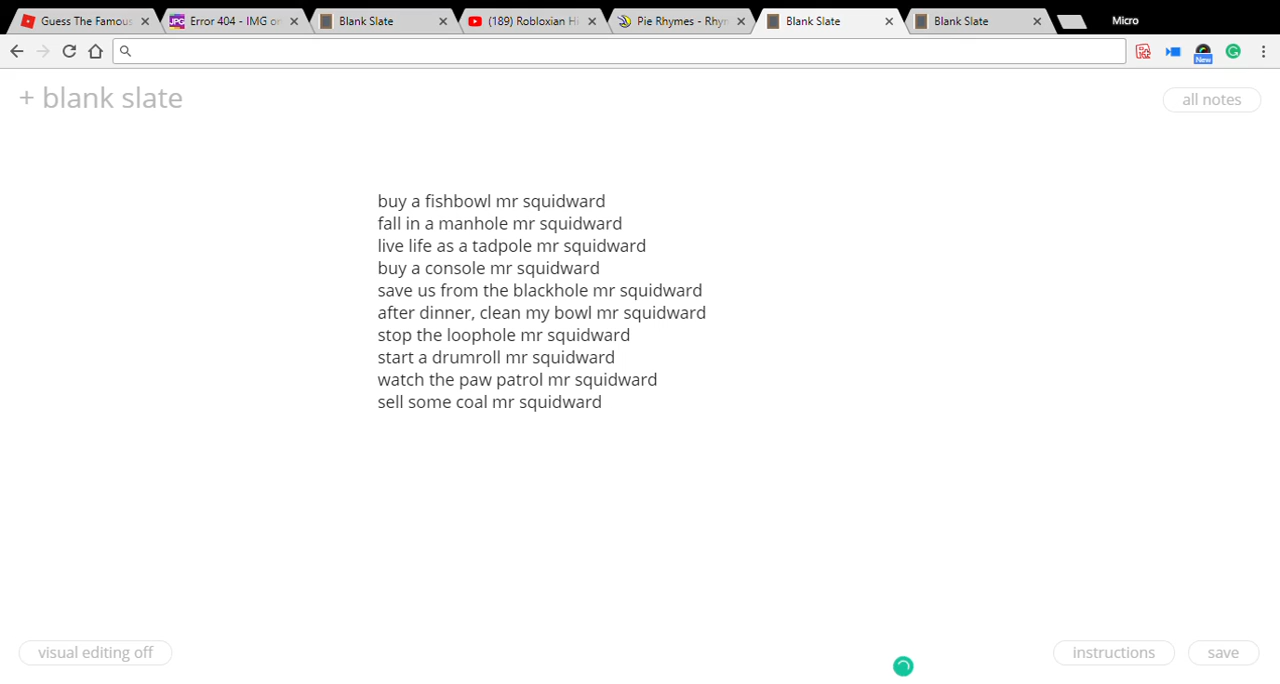 Guess The Famous
Error 404 - IMG on
Blank Slate
(189) Robloxian Hi
Pie Rhymes - Rhy
Blank Slate
Blank Slate
Micro
New
+ blank slate
all notes
buy a fishbowl mr squidward
fall in a manhole mr squidward
live life as a tadpole mr squidward
buy a console mr squidward
save us from the blackhole mr squidward
after dinner, clean my bowl mr squidward
stop the loophole mr squidward
start a drumroll mr squidward
watch the paw patrol mr squidward
sell some coal mr squidward
visual editing off
instructions
save